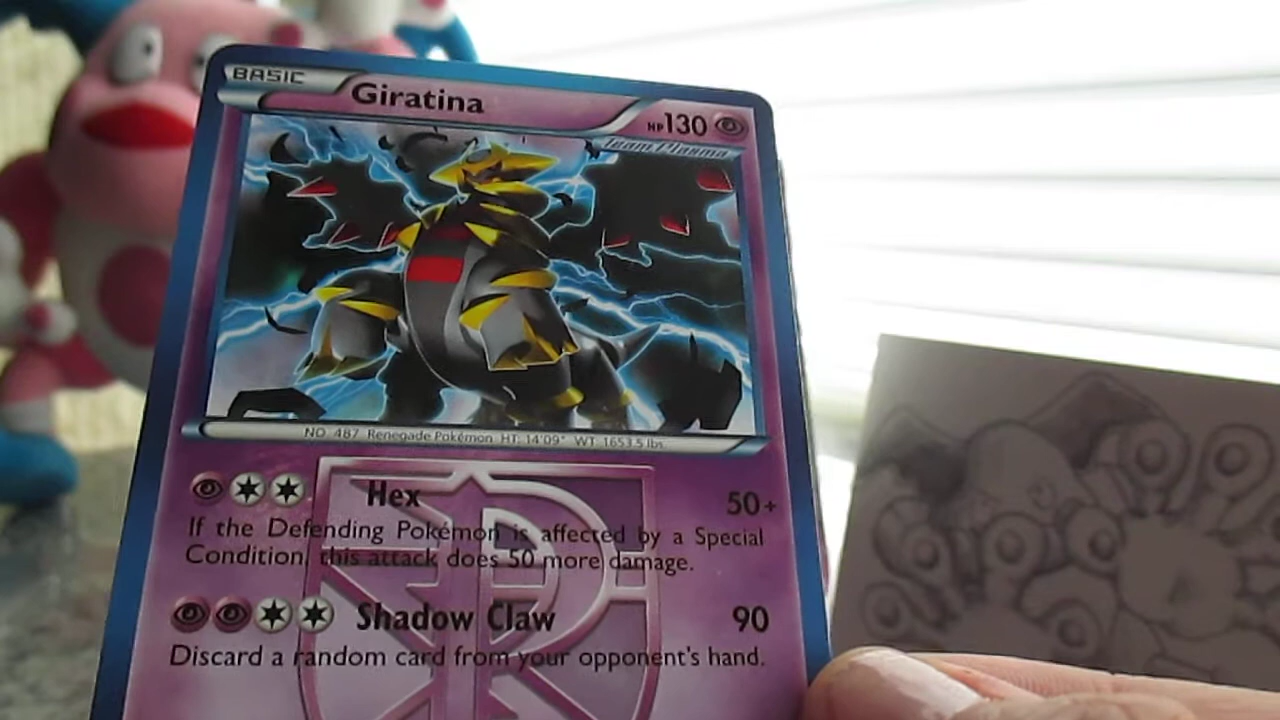 BASIC
Giratina
HP130
Team Plasma
NO. 487 Renegade Pokémon HT: 14'09" WT: 1653.5 lbs.
Hex 50+
If the Defending Pokémon is affected by a Special
Condition, this attack does 50 more damage.
Shadow Claw 90
Discard a random card from your opponent's hand.